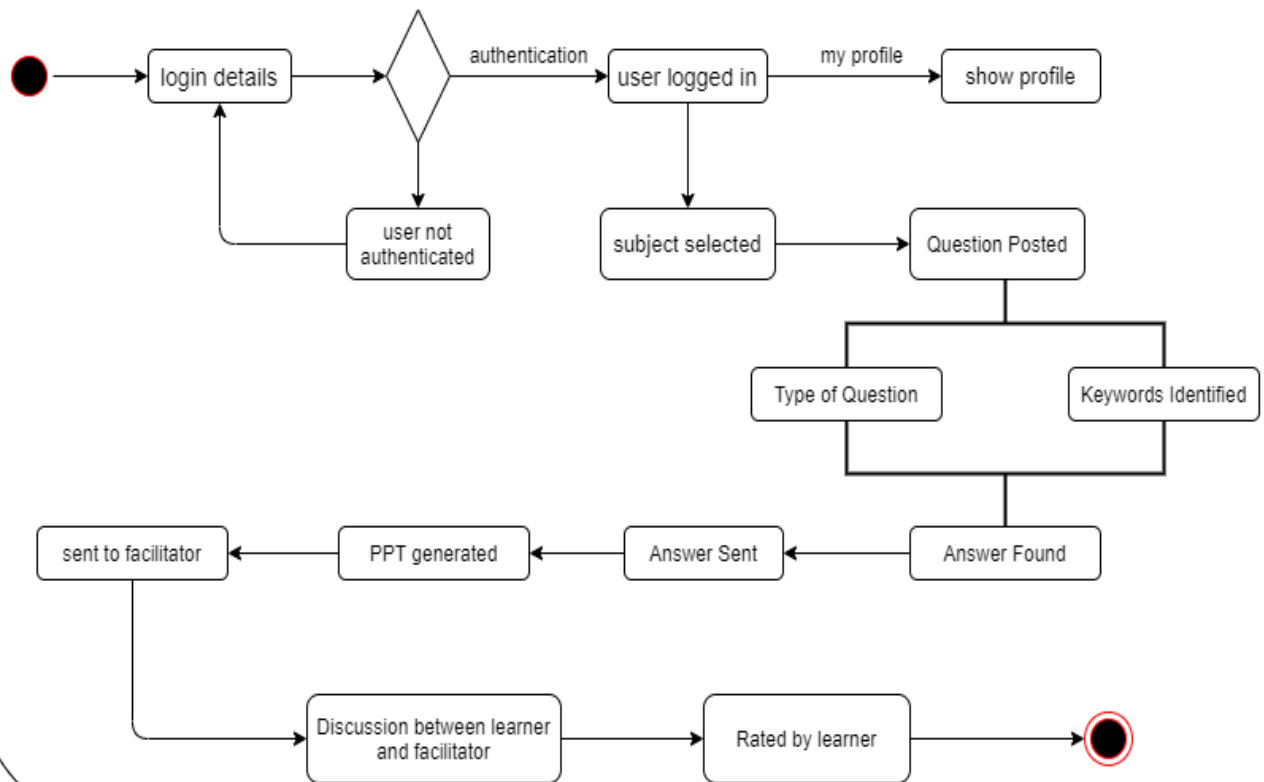 authentication
my profile
login details
user logged in
show profile
user not
authenticated
subject selected
Question Posted
Type of Question
Keywords Identified
sent to facilitator
PPT generated
Answer Sent
Answer Found
Discussion between learner
and facilitator
Rated by learner